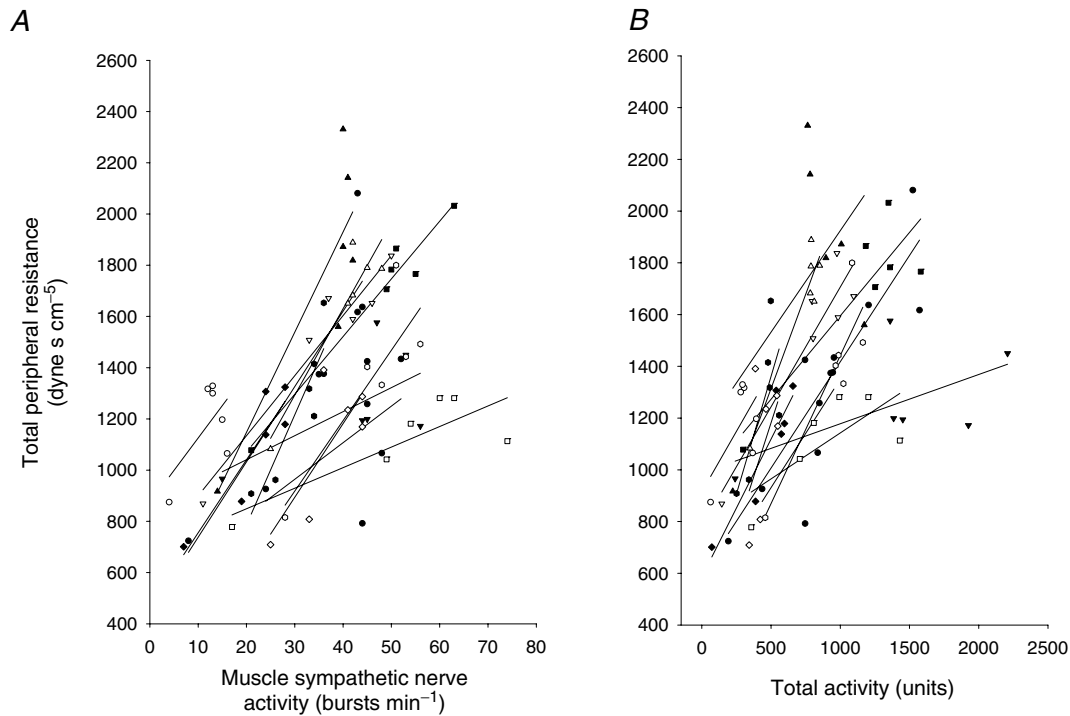 A
2600
2400
2200
2000
1800
1600
1400
1200
1000
800
600
400
0 10 20 30 40 50 60 70 80
Total peripheral resistance
(dyne s cm−5)
Muscle sympathetic nerve
activity (bursts min−1)
B
2600
2400
2200
2000
1800
1600
1400
1200
1000
800
600
400
0 500 1000 1500 2000 2500
Total activity (units)